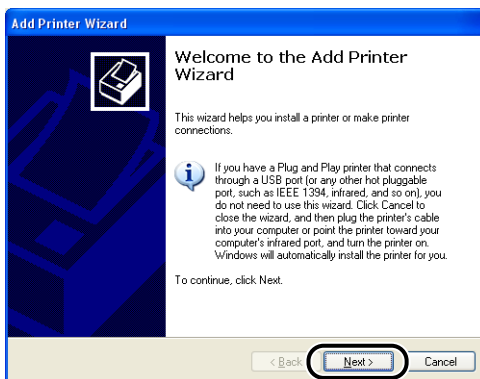 Add Printer Wizard
Welcome to the Add Printer
Wizard
This wizard helps you install a printer or make printer
connections.
If you have a Plug and Play printer that connects
through a USB port (or any other hot pluggable
port, such as IEEE 1394, infrared, and so on), you
do not need to use this wizard. Click Cancel to
close the wizard, and then plug the printer's cable
into your computer or point the printer toward your
computer's infrared port, and turn the printer on.
Windows will automatically install the printer for you.
To continue, click Next.
< Back
Next >
Cancel